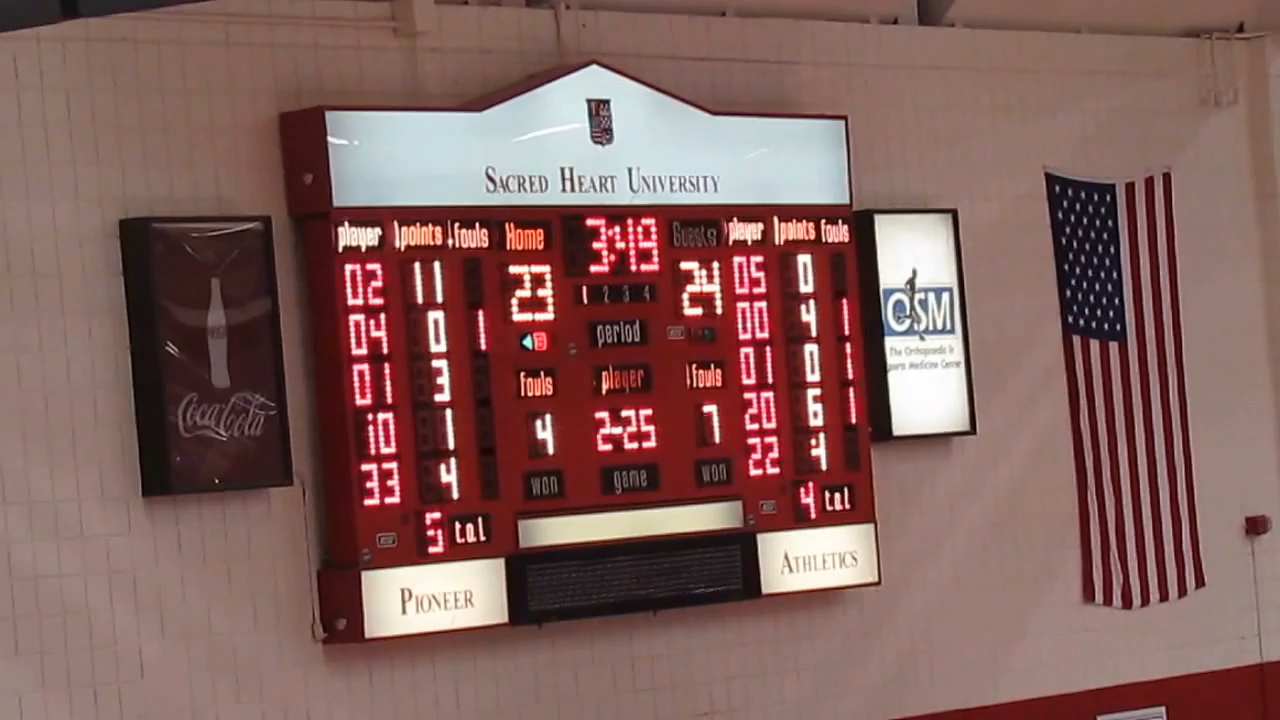 SACRED HEART UNIVERSITY
player points fouls Home 3:49 Guests player points fouls
02 11 23 24 05 0
1 2 3 4
04 0 1 period 00 4 1
01 3 fouls player fouls 01 0 1
10 1 4 2-25 7 20 6 1
33 4 won game won 22 4
5 t.o.l 4 t.o.l
PIONEER ATHLETICS
Coca-Cola
OSM
The Orthopaedic &
Sports Medicine Center